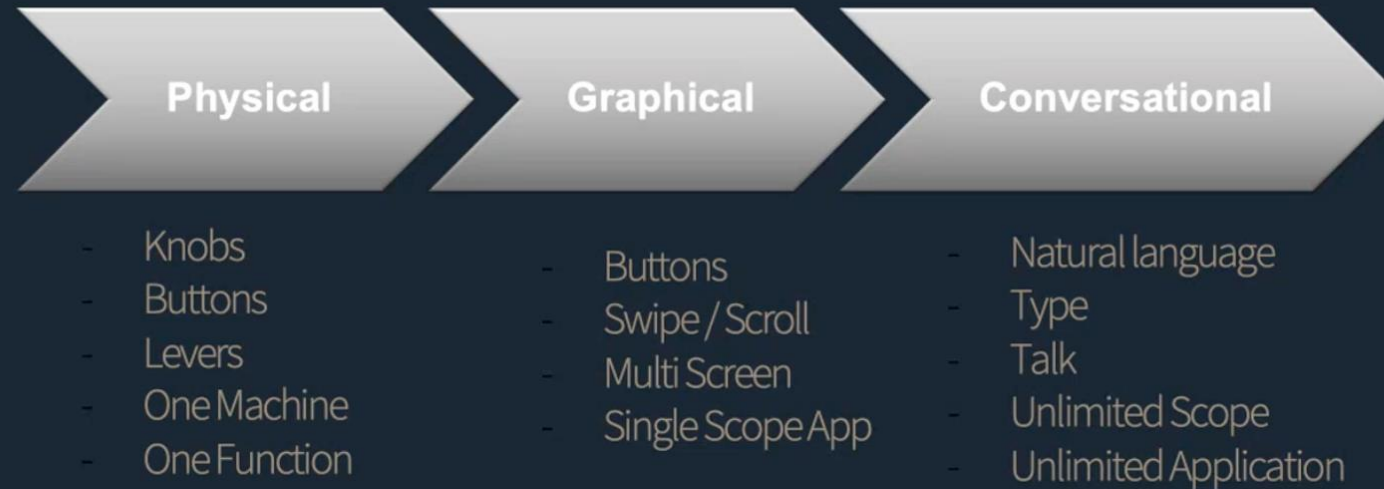 Physical
- Knobs
- Buttons
- Levers
- One Machine
- One Function
Graphical
- Buttons
- Swipe / Scroll
- Multi Screen
- Single Scope App
Conversational
- Natural language
- Type
- Talk
- Unlimited Scope
- Unlimited Application